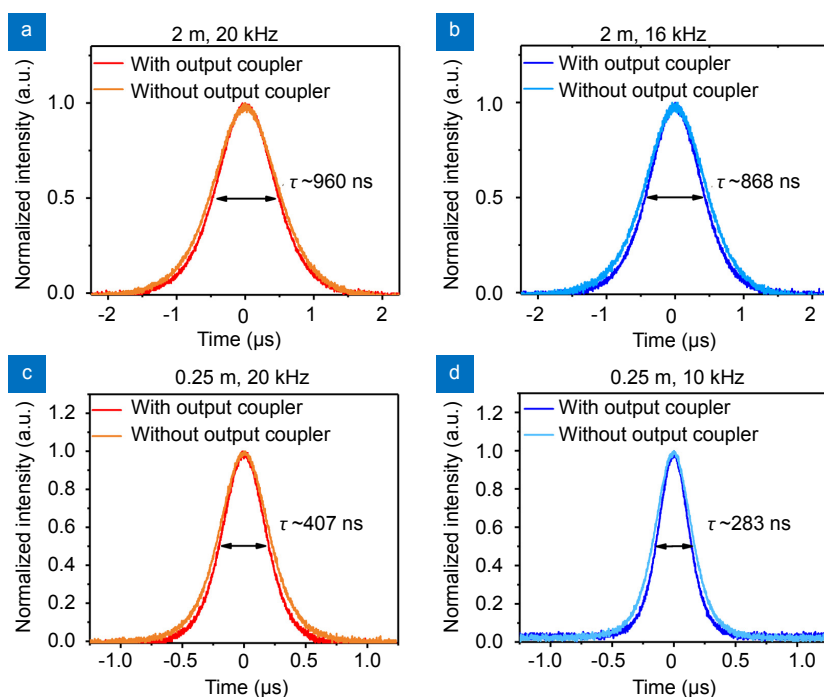 a
2 m, 20 kHz
With output coupler
Without output coupler
1.0
0.5
0.0
τ ~960 ns
-2 -1 0 1 2
Time (µs)
Normalized intensity (a.u.)
b
2 m, 16 kHz
With output coupler
Without output coupler
1.0
0.5
0.0
τ ~868 ns
-2 -1 0 1 2
Time (µs)
Normalized intensity (a.u.)
c
0.25 m, 20 kHz
With output coupler
Without output coupler
1.2
1.0
0.8
0.6
0.4
0.2
0.0
τ ~407 ns
-1.0 -0.5 0 0.5 1.0
Time (µs)
Normalized intensity (a.u.)
d
0.25 m, 10 kHz
With output coupler
Without output coupler
1.2
1.0
0.8
0.6
0.4
0.2
0.0
τ ~283 ns
-1.0 -0.5 0 0.5 1.0
Time (µs)
Normalized intensity (a.u.)